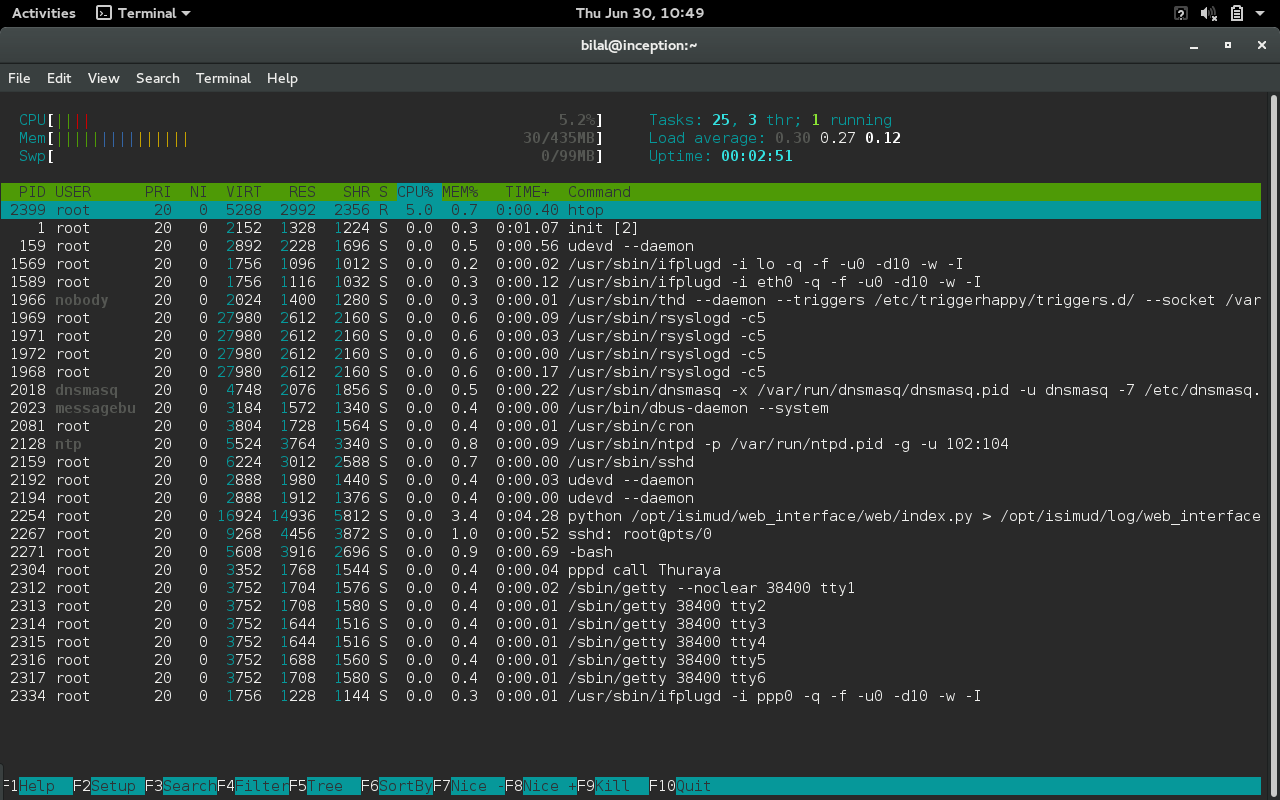 Activities Terminal Thu Jun 30, 10:49
bilal@inception:~
File Edit View Search Terminal Help
CPU[|||| 5.2%] Tasks: 25, 3 thr; 1 running
Mem[||||||||||||||| 30/435MB] Load average: 0.30 0.27 0.12
Swp[ 0/99MB] Uptime: 00:02:51
PID USER PRI NI VIRT RES SHR S CPU% MEM% TIME+ Command
2399 root 20 0 5288 2992 2356 R 5.0 0.7 0:00.40 htop
1 root 20 0 2152 1328 1224 S 0.0 0.3 0:01.07 init [2]
159 root 20 0 2892 2228 1696 S 0.0 0.5 0:00.56 udevd --daemon
1569 root 20 0 1756 1096 1012 S 0.0 0.2 0:00.02 /usr/sbin/ifplugd -i lo -q -f -u0 -d10 -w -I
1589 root 20 0 1756 1116 1032 S 0.0 0.3 0:00.12 /usr/sbin/ifplugd -i eth0 -q -f -u0 -d10 -w -I
1966 nobody 20 0 2024 1400 1280 S 0.0 0.3 0:00.01 /usr/sbin/thd --daemon --triggers /etc/triggerhappy/triggers.d/ --socket /var
1969 root 20 0 27980 2612 2160 S 0.0 0.6 0:00.09 /usr/sbin/rsyslogd -c5
1971 root 20 0 27980 2612 2160 S 0.0 0.6 0:00.03 /usr/sbin/rsyslogd -c5
1972 root 20 0 27980 2612 2160 S 0.0 0.6 0:00.00 /usr/sbin/rsyslogd -c5
1968 root 20 0 27980 2612 2160 S 0.0 0.6 0:00.17 /usr/sbin/rsyslogd -c5
2018 dnsmasq 20 0 4748 2076 1856 S 0.0 0.5 0:00.22 /usr/sbin/dnsmasq -x /var/run/dnsmasq/dnsmasq.pid -u dnsmasq -7 /etc/dnsmasq.
2023 messagebu 20 0 3184 1572 1340 S 0.0 0.4 0:00.00 /usr/bin/dbus-daemon --system
2081 root 20 0 3804 1728 1564 S 0.0 0.4 0:00.01 /usr/sbin/cron
2128 ntp 20 0 5524 3764 3340 S 0.0 0.8 0:00.09 /usr/sbin/ntpd -p /var/run/ntpd.pid -g -u 102:104
2159 root 20 0 6224 3012 2588 S 0.0 0.7 0:00.00 /usr/sbin/sshd
2192 root 20 0 2888 1980 1440 S 0.0 0.4 0:00.03 udevd --daemon
2194 root 20 0 2888 1912 1376 S 0.0 0.4 0:00.00 udevd --daemon
2254 root 20 0 16924 14936 5812 S 0.0 3.4 0:04.28 python /opt/isimud/web_interface/web/index.py > /opt/isimud/log/web_interface
2267 root 20 0 9268 4456 3872 S 0.0 1.0 0:00.52 sshd: root@pts/0
2271 root 20 0 5608 3916 2696 S 0.0 0.9 0:00.69 -bash
2304 root 20 0 3352 1768 1544 S 0.0 0.4 0:00.04 pppd call Thuraya
2312 root 20 0 3752 1704 1576 S 0.0 0.4 0:00.02 /sbin/getty --noclear 38400 tty1
2313 root 20 0 3752 1708 1580 S 0.0 0.4 0:00.01 /sbin/getty 38400 tty2
2314 root 20 0 3752 1644 1516 S 0.0 0.4 0:00.01 /sbin/getty 38400 tty3
2315 root 20 0 3752 1644 1516 S 0.0 0.4 0:00.01 /sbin/getty 38400 tty4
2316 root 20 0 3752 1688 1560 S 0.0 0.4 0:00.01 /sbin/getty 38400 tty5
2317 root 20 0 3752 1708 1580 S 0.0 0.4 0:00.01 /sbin/getty 38400 tty6
2334 root 20 0 1756 1228 1144 S 0.0 0.3 0:00.01 /usr/sbin/ifplugd -i ppp0 -q -f -u0 -d10 -w -I
F1Help F2Setup F3SearchF4FilterF5Tree F6SortByF7Nice -F8Nice +F9Kill F10Quit